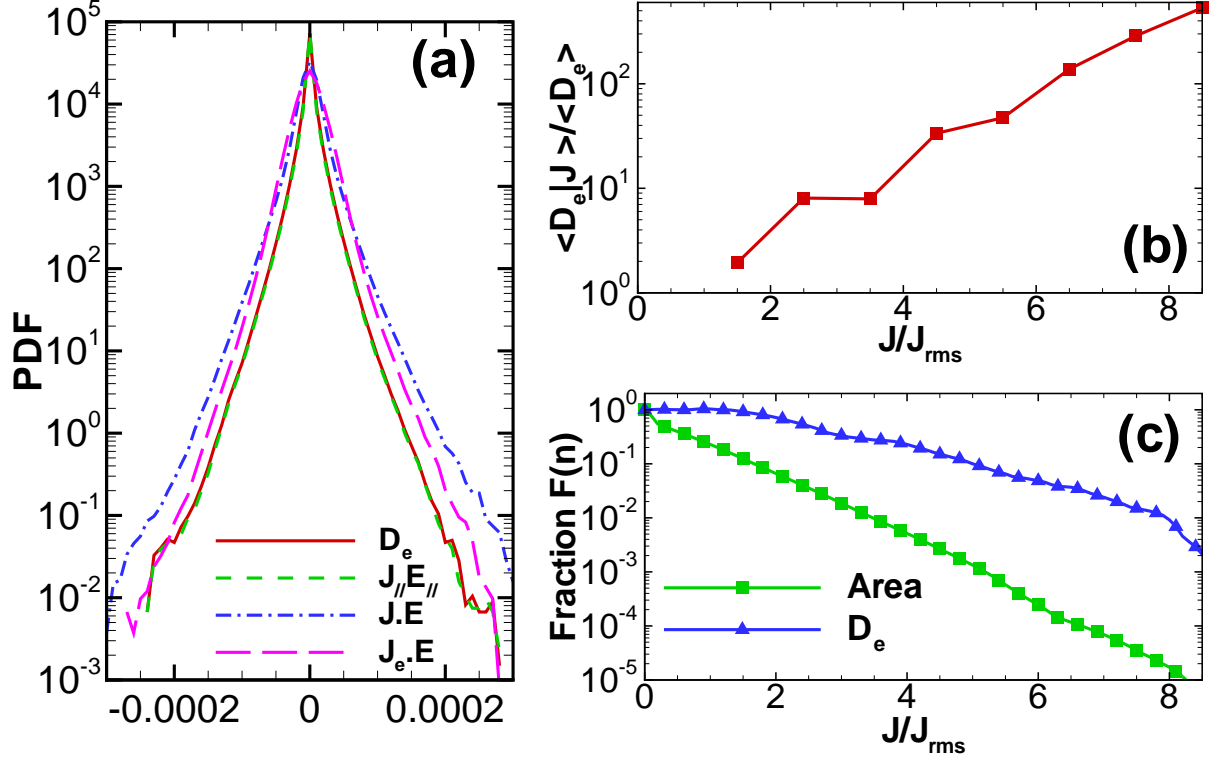 (a)
10^5
10^4
10^3
10^2
10^1
10^0
10^-1
10^-2
10^-3
PDF
-0.0002 0 0.0002
D_e
J_//E_//
J.E
J_e.E
(b)
10^2
10^1
10^0
<D_e|J >/<D_e>
0 2 4 6 8
J/J_rms
(c)
10^0
10^-1
10^-2
10^-3
10^-4
10^-5
Fraction F(n)
Area
D_e
0 2 4 6 8
J/J_rms